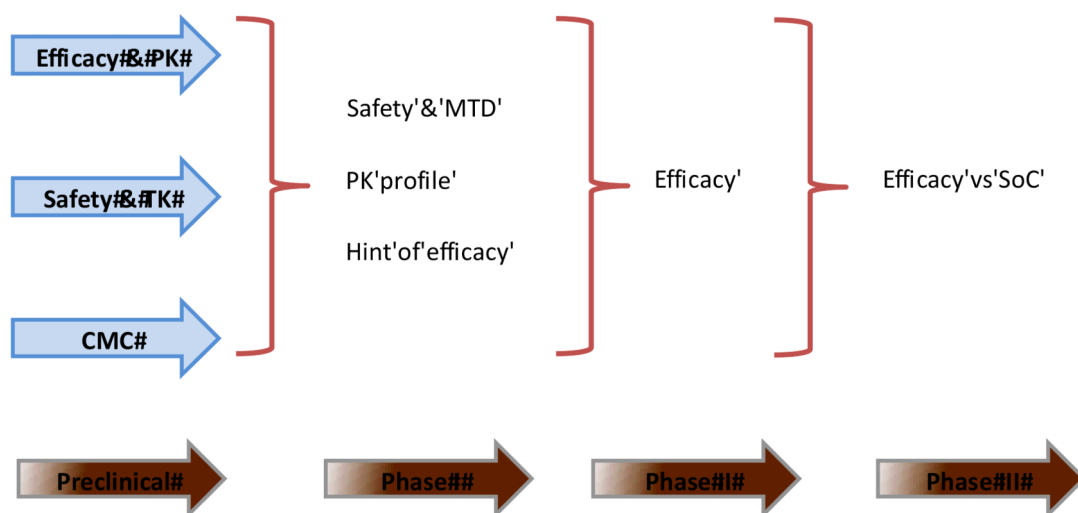 Efficacy#&#PK#
Safety#&#TK#
CMC#
Safety'&'MTD'
PK'profile'
Hint'of'efficacy'
Efficacy'
Efficacy'vs'SoC'
Preclinical#
Phase##
Phase#I#
Phase#II#